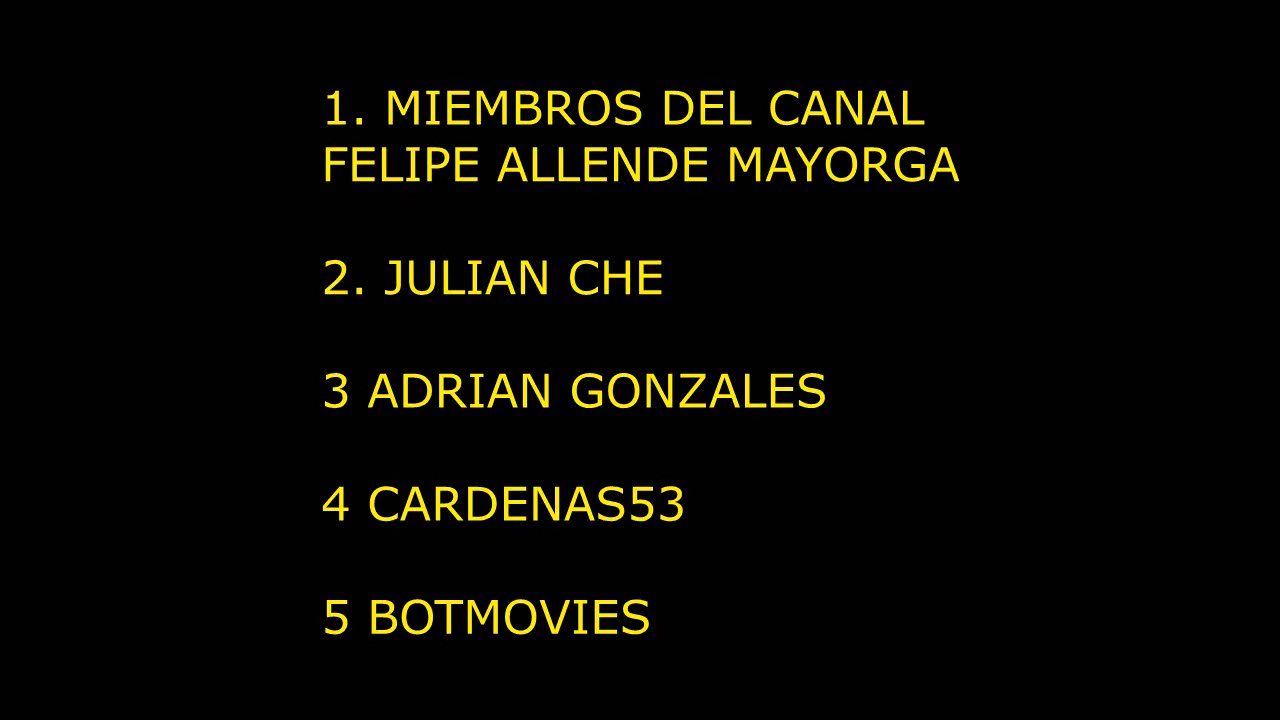 1. MIEMBROS DEL CANAL
FELIPE ALLENDE MAYORGA
2. JULIAN CHE
3 ADRIAN GONZALES
4 CARDENAS53
5 BOTMOVIES